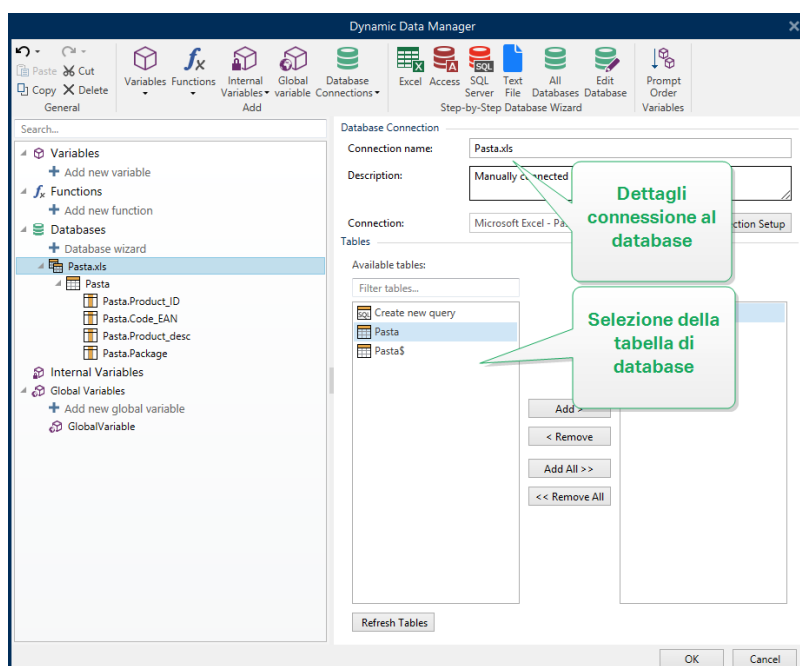 Dynamic Data Manager
Paste Cut
Copy Delete
General
Variables Functions Internal Variables Global variable Database Connections
Add
Excel Access SQL Server Text File All Databases Edit Database
Step-by-Step Database Wizard
Prompt Order
Variables
Search...
Variables
Add new variable
Functions
Add new function
Databases
Database wizard
Pasta.xls
Pasta
Pasta.Product_ID
Pasta.Code_EAN
Pasta.Product_desc
Pasta.Package
Internal Variables
Global Variables
Add new global variable
GlobalVariable
Database Connection
Connection name: Pasta.xls
Description: Manually connected
Connection: Microsoft Excel - Pa
ction Setup
Dettagli
connessione al
database
Tables
Available tables:
Filter tables...
SQL Create new query
Pasta
Pasta$
Selezione della
tabella di
database
Add >
< Remove
Add All >>
<< Remove All
Refresh Tables
OK Cancel